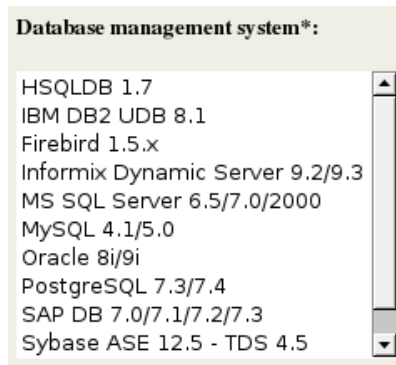 Database management system*:
HSQLDB 1.7
IBM DB2 UDB 8.1
Firebird 1.5.x
Informix Dynamic Server 9.2/9.3
MS SQL Server 6.5/7.0/2000
MySQL 4.1/5.0
Oracle 8i/9i
PostgreSQL 7.3/7.4
SAP DB 7.0/7.1/7.2/7.3
Sybase ASE 12.5 - TDS 4.5